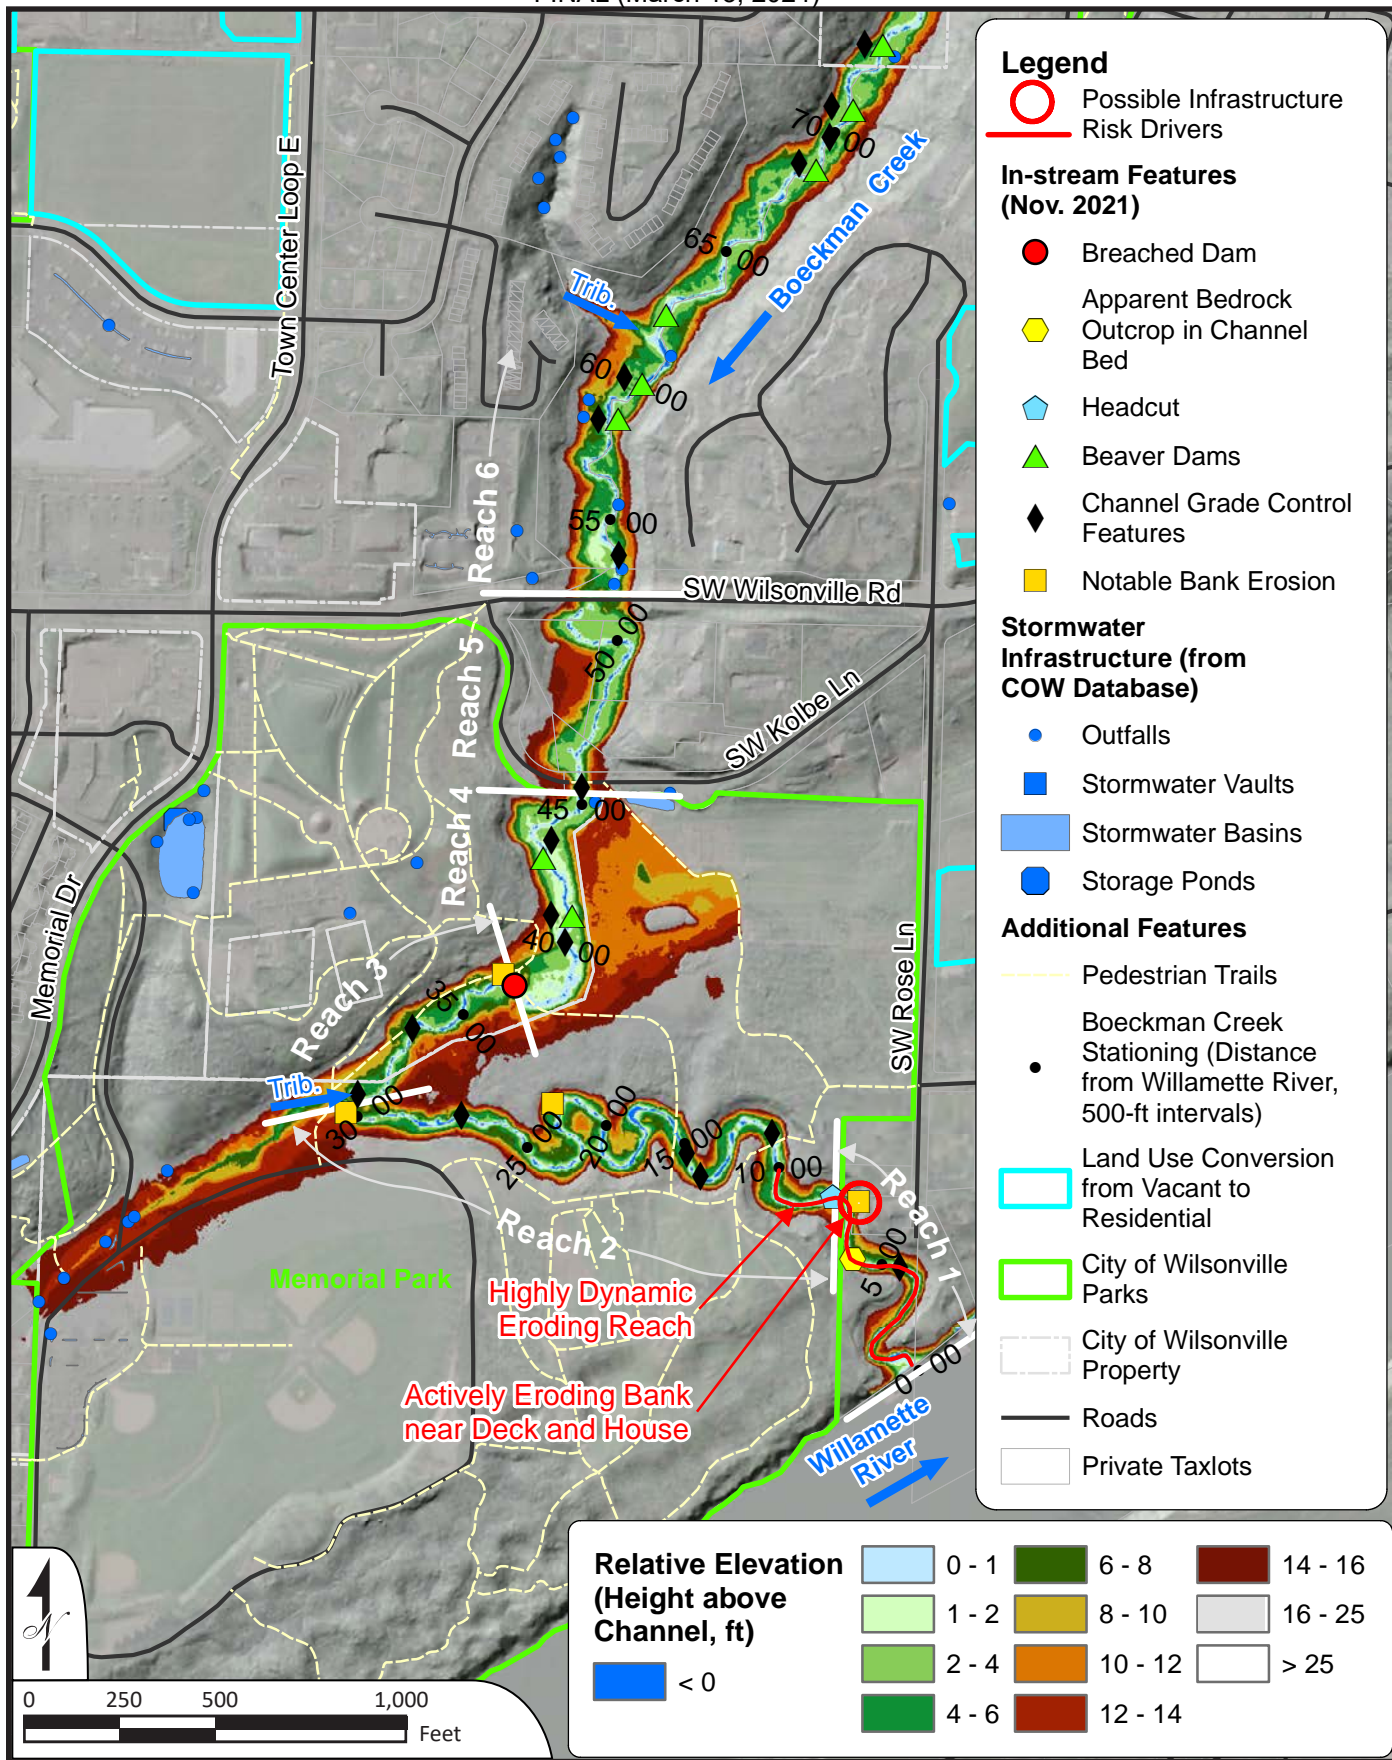 Legend
Possible Infrastructure
Risk Drivers
In-stream Features
(Nov. 2021)
Breached Dam
Apparent Bedrock
Outcrop in Channel
Bed
Headcut
Beaver Dams
Channel Grade Control
Features
Notable Bank Erosion
Stormwater
Infrastructure (from
COW Database)
Outfalls
Stormwater Vaults
Stormwater Basins
Storage Ponds
Additional Features
Pedestrian Trails
Boeckman Creek
Stationing (Distance
from Willamette River,
500-ft intervals)
Land Use Conversion
from Vacant to
Residential
City of Wilsonville
Parks
City of Wilsonville
Property
Roads
Private Taxlots
Town Center Loop E
70 00
Boeckman Creek
65 00
Trib.
60 00
Reach 6
55 00
SW Wilsonville Rd
50 00
Reach 5
SW Kolbe Ln
45 00
Reach 4
Memorial Dr
40 00
Reach 3
35 00
SW Rose Ln
Trib.
30 00
25 00
20 00
15 00
10 00
Reach 1
Reach 2
5 00
Memorial Park
Highly Dynamic
Eroding Reach
Actively Eroding Bank
near Deck and House
0 00
Willamette
River
N
0 250 500 1,000
Feet
Relative Elevation
(Height above
Channel, ft)
< 0
0 - 1
1 - 2
2 - 4
4 - 6
6 - 8
8 - 10
10 - 12
12 - 14
14 - 16
16 - 25
> 25